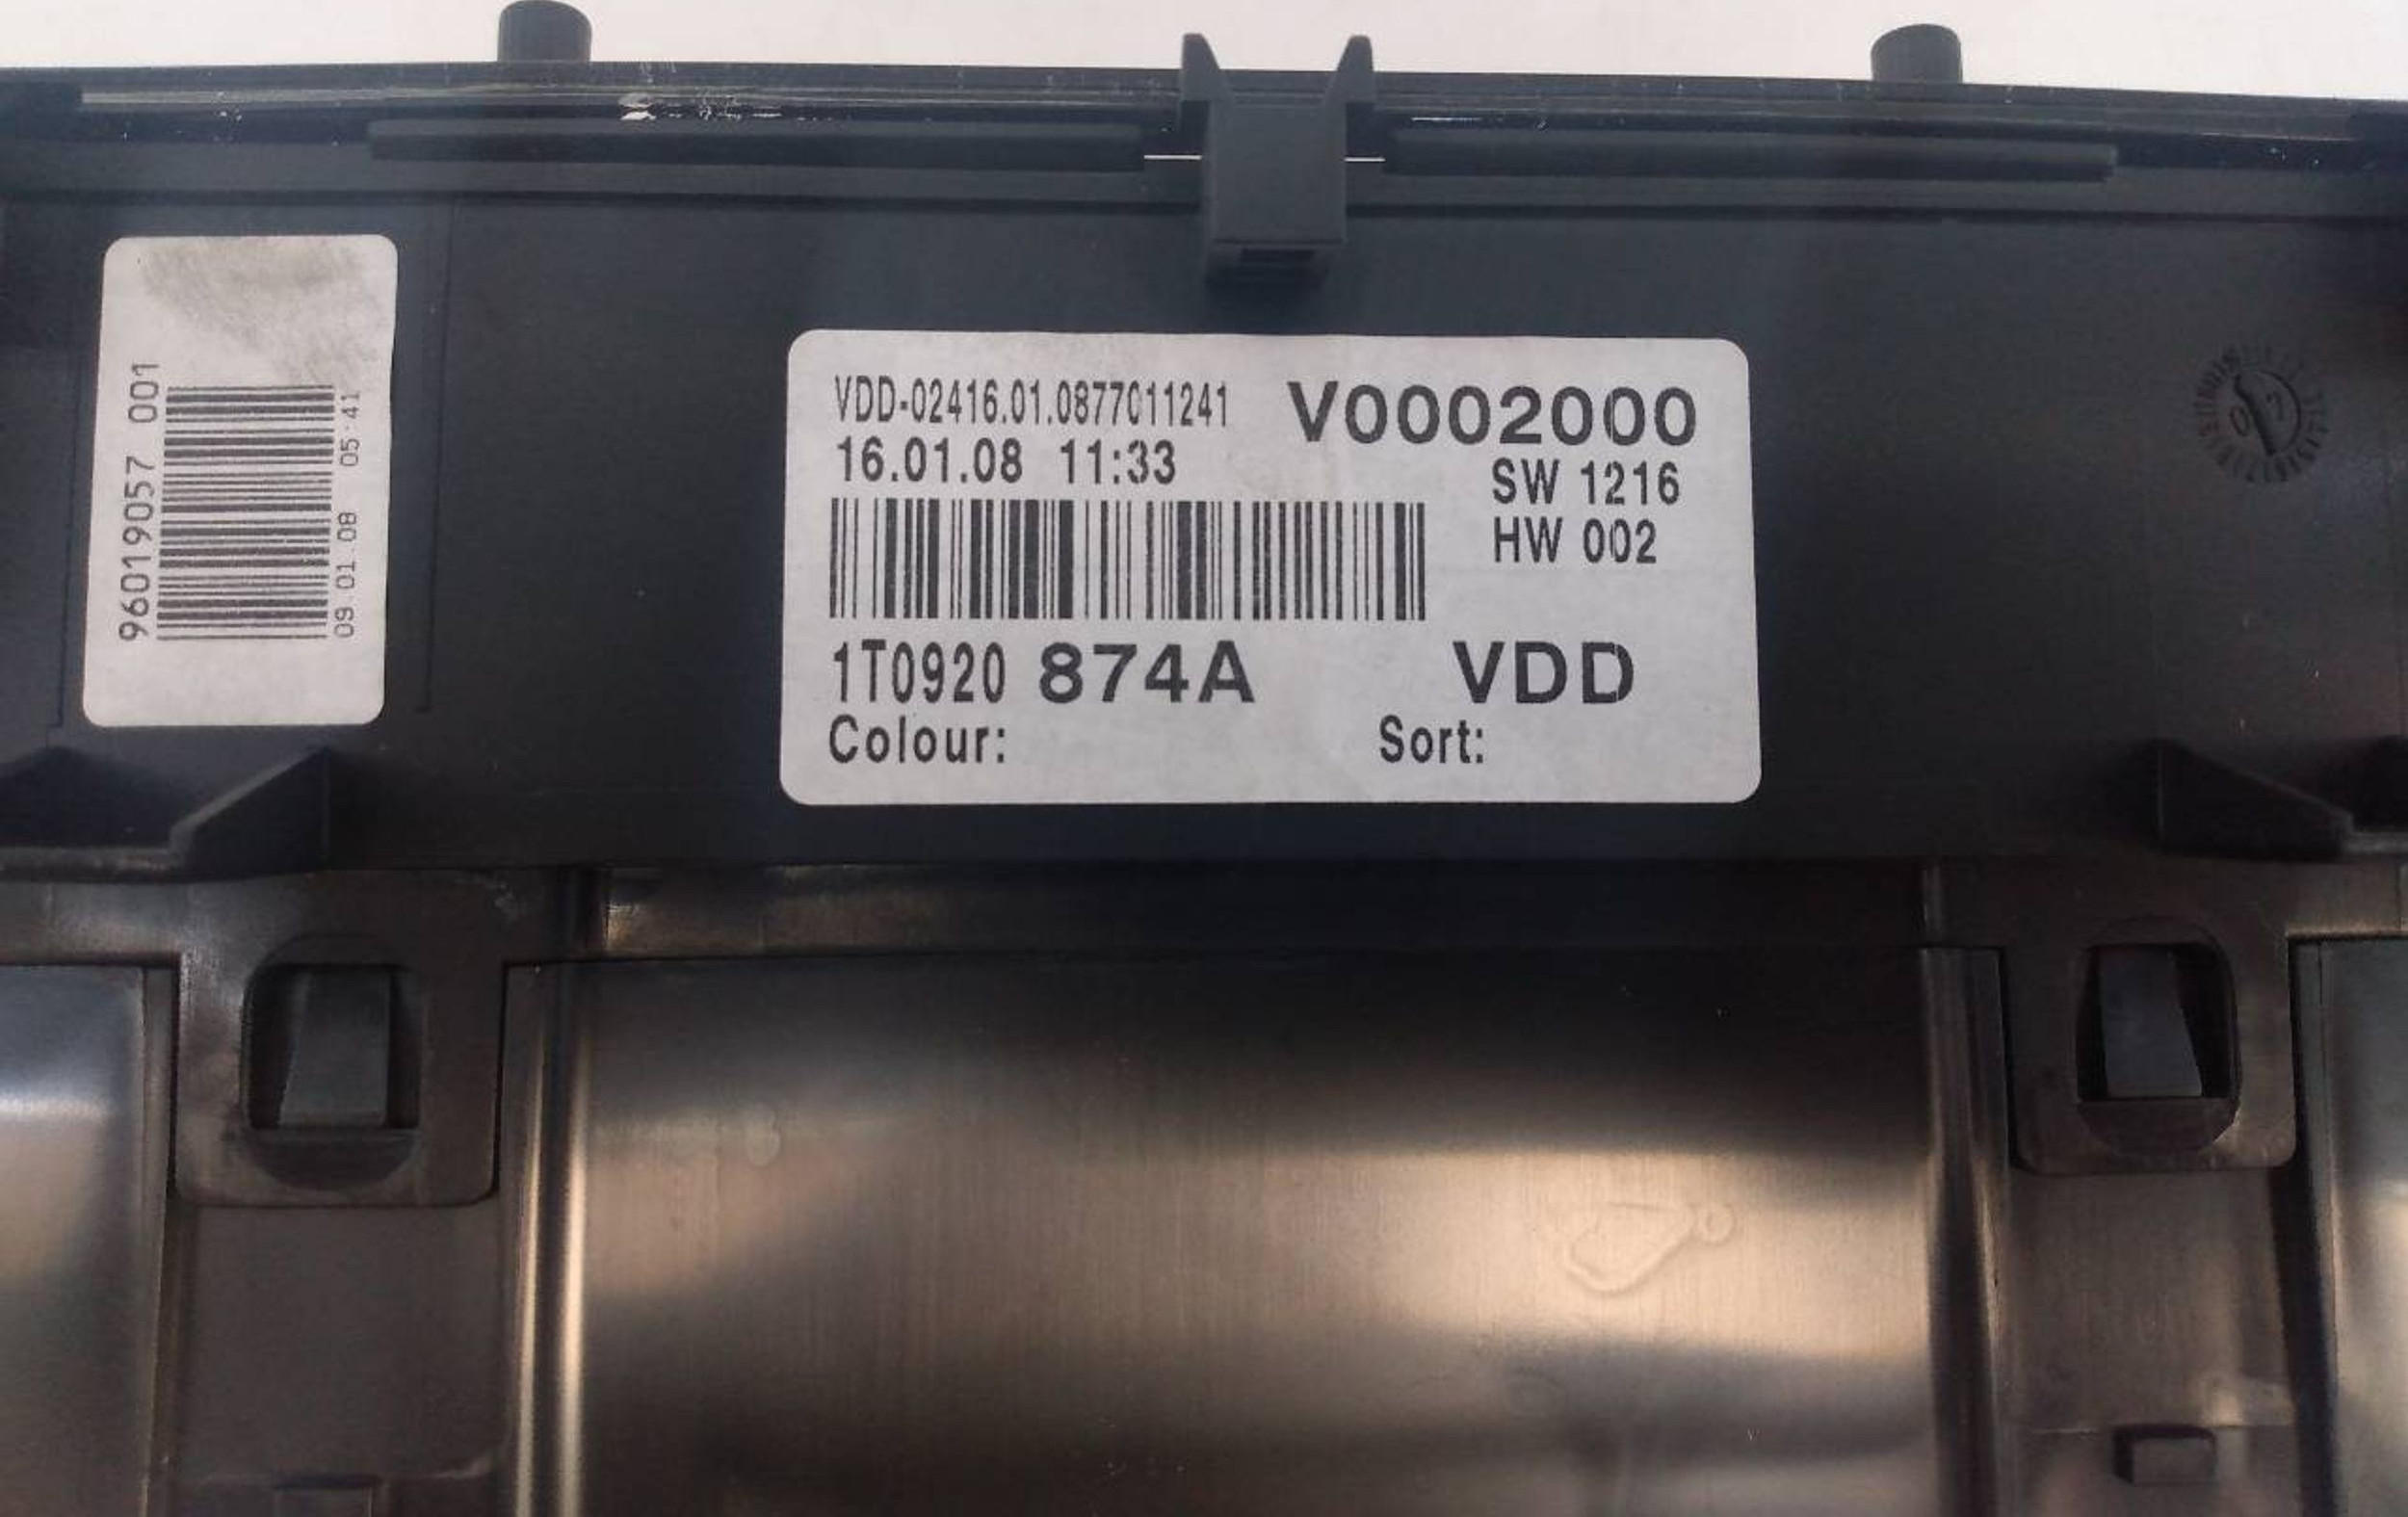 96019057 001
09.01.08 05:41
VDD-02416.01.0877011241
V0002000
16.01.08 11:33
SW 1216
HW 002
1T0920 874A
VDD
Colour:
Sort: